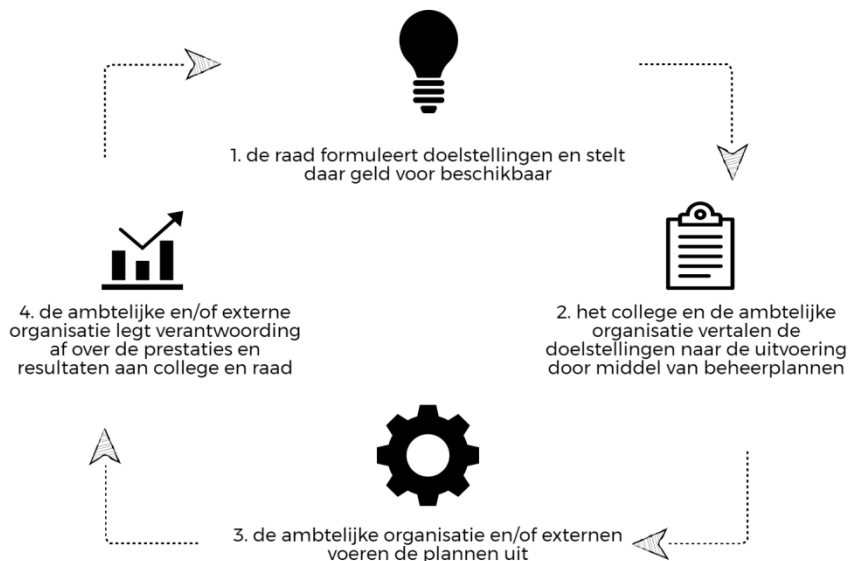 1. de raad formuleert doelstellingen en stelt
daar geld voor beschikbaar
2. het college en de ambtelijke
organisatie vertalen de
doelstellingen naar de uitvoering
door middel van beheerplannen
3. de ambtelijke organisatie en/of externen
voeren de plannen uit
4. de ambtelijke en/of externe
organisatie legt verantwoording
af over de prestaties en
resultaten aan college en raad